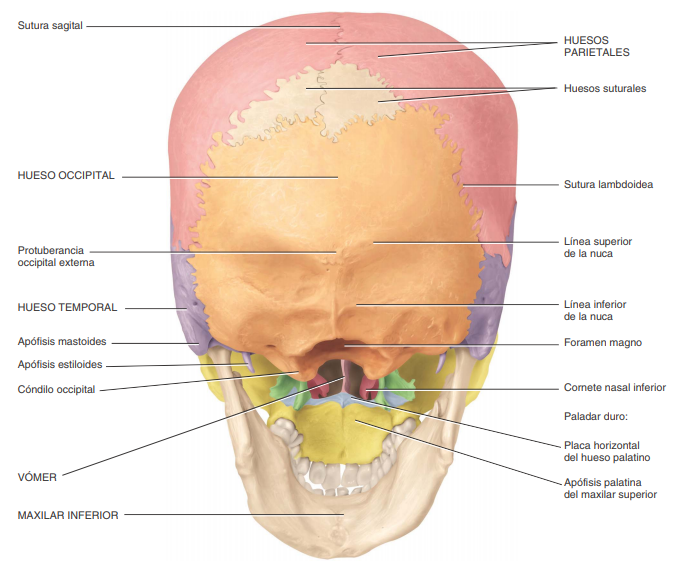 Sutura sagital
HUESOS
PARIETALES
Huesos suturales
HUESO OCCIPITAL
Sutura lambdoidea
Protuberancia
occipital externa
Línea superior
de la nuca
HUESO TEMPORAL
Línea inferior
de la nuca
Apófisis mastoides
Foramen magno
Apófisis estiloides
Cóndilo occipital
Cornete nasal inferior
Paladar duro:
Placa horizontal
del hueso palatino
VÓMER
Apófisis palatina
del maxilar superior
MAXILAR INFERIOR